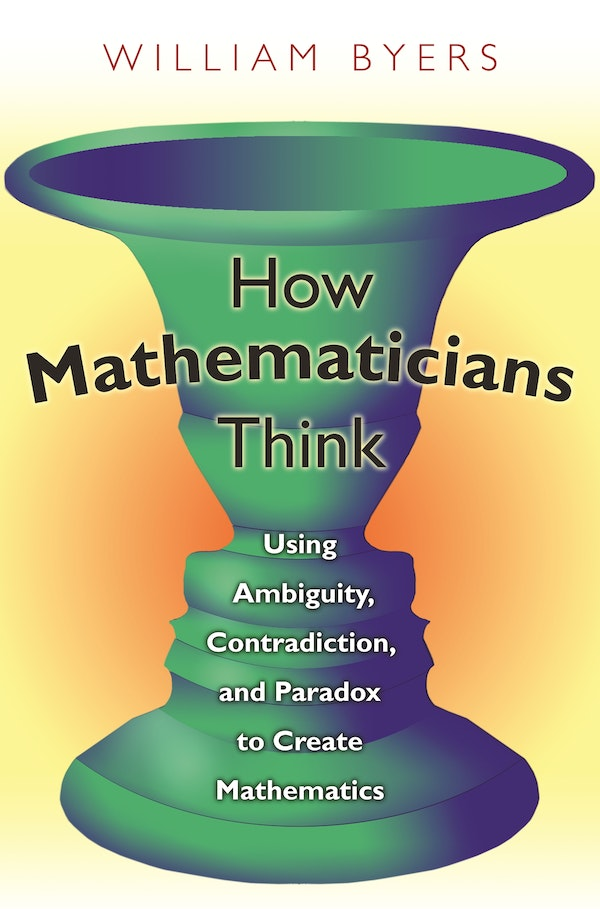 WILLIAM BYERS
How
Mathematicians
Think
Using
Ambiguity,
Contradiction,
and Paradox
to Create
Mathematics